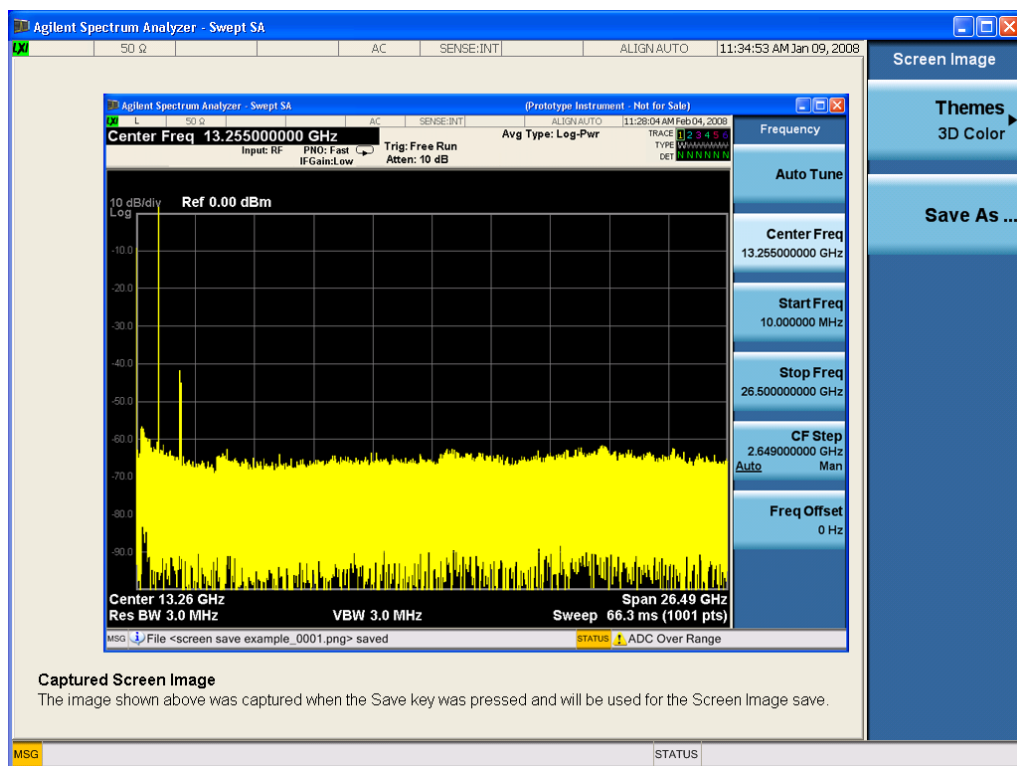 Agilent Spectrum Analyzer - Swept SA
LXI 50 Ω AC SENSE:INT ALIGN AUTO 11:34:53 AM Jan 09, 2008
Screen Image
Themes
3D Color
Save As ...
Agilent Spectrum Analyzer - Swept SA (Prototype Instrument - Not for Sale)
LXI L 50 Ω AC SENSE:INT ALIGN AUTO 11:28:04 AM Feb 04, 2008
Center Freq 13.255000000 GHz
Input: RF PNO: Fast
IFGain:Low
Trig: Free Run
Atten: 10 dB
Avg Type: Log-Pwr
TRACE 1 2 3 4 5 6
TYPE WWWWWW
DET N N N N N N
Frequency
Auto Tune
Center Freq
13.255000000 GHz
Start Freq
10.000000 MHz
Stop Freq
26.500000000 GHz
CF Step
2.649000000 GHz
Auto Man
Freq Offset
0 Hz
10 dB/div Ref 0.00 dBm
Log
-10.0
-20.0
-30.0
-40.0
-50.0
-60.0
-70.0
-80.0
-90.0
Center 13.26 GHz Span 26.49 GHz
Res BW 3.0 MHz VBW 3.0 MHz Sweep 66.3 ms (1001 pts)
MSG File <screen save example_0001.png> saved STATUS ADC Over Range
Captured Screen Image
The image shown above was captured when the Save key was pressed and will be used for the Screen Image save.
MSG STATUS